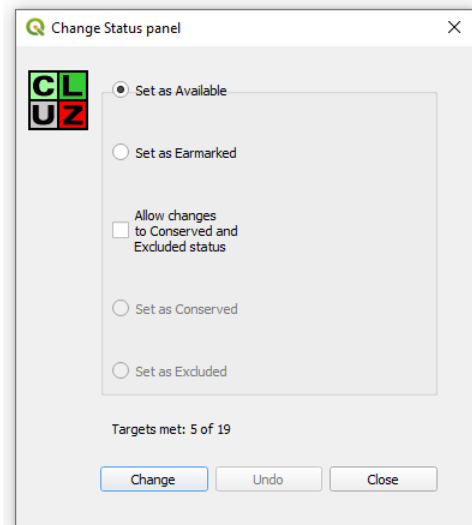 Change Status panel
CL
UZ
Set as Available
Set as Earmarked
Allow changes
to Conserved and
Excluded status
Set as Conserved
Set as Excluded
Targets met: 5 of 19
Change Undo Close